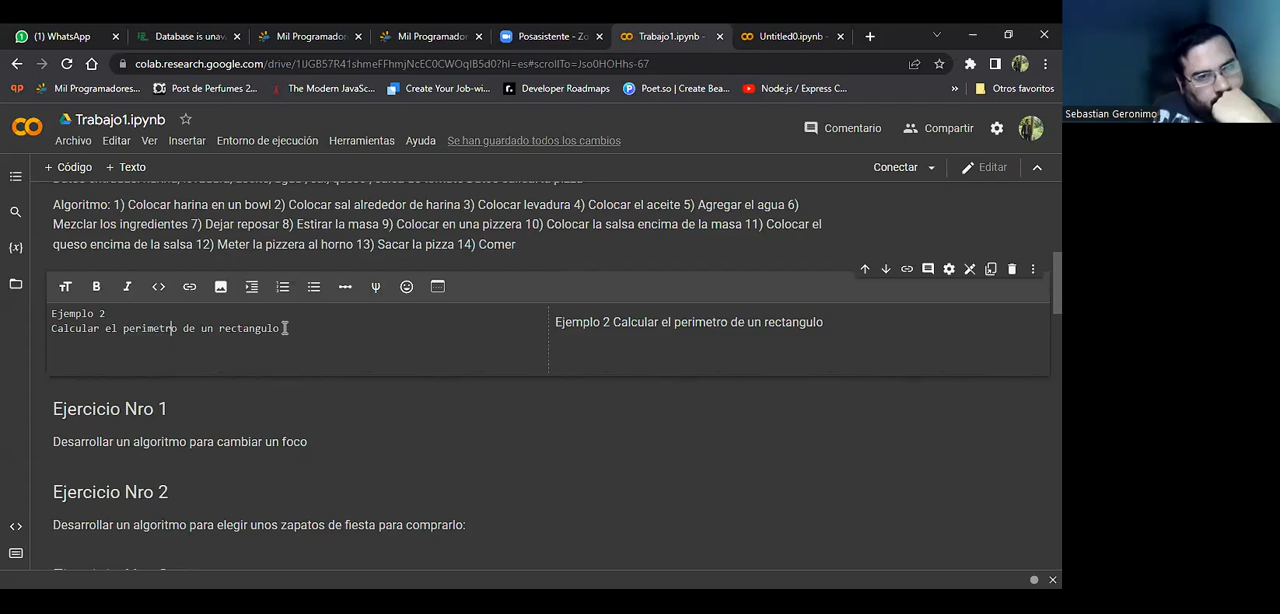 WhatsApp
Database is unav
Mil Programador
Mil Programador
Posasistente - Zo
Trabajo1.ipynb -
Untitled0.ipynb -
colab.research.google.com/drive/1IJGB57R41shmeFFhmjNcEC0CWOqIB5d0?hl=es#scrollTo=Jso0HOHhs-67
qp
Mil Programadores...
Post de Perfumes 2...
The Modern JavaSc...
Create Your Job-wi...
Developer Roadmaps
Poet.so | Create Bea...
Node.js / Express C...
»
Otros favoritos
Sebastian Geronimo
Trabajo1.ipynb
Comentario
Compartir
Archivo Editar Ver Insertar Entorno de ejecución Herramientas Ayuda Se han guardado todos los cambios
+ Código + Texto
Conectar
Editar
Algoritmo: 1) Colocar harina en un bowl 2) Colocar sal alrededor de harina 3) Colocar levadura 4) Colocar el aceite 5) Agregar el agua 6)
Mezclar los ingredientes 7) Dejar reposar 8) Estirar la masa 9) Colocar en una pizzera 10) Colocar la salsa encima de la masa 11) Colocar el
queso encima de la salsa 12) Meter la pizzera al horno 13) Sacar la pizza 14) Comer
Ejemplo 2
Calcular el perimetro de un rectangulo
Ejemplo 2 Calcular el perimetro de un rectangulo
Ejercicio Nro 1
Desarrollar un algoritmo para cambiar un foco
Ejercicio Nro 2
Desarrollar un algoritmo para elegir unos zapatos de fiesta para comprarlo: